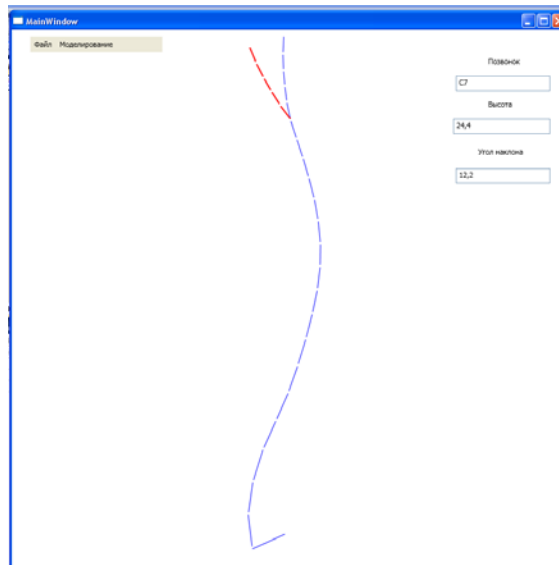 MainWindow
Файл Моделирование
Позвонок
C7
Высота
24,4
Угол наклона
12,2